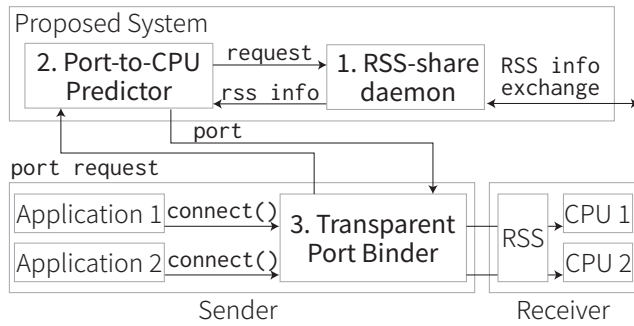 Proposed System
2. Port-to-CPU
Predictor
request
rss info
1. RSS-share
daemon
RSS info
exchange
port
port request
Application 1
connect()
Application 2
connect()
3. Transparent
Port Binder
RSS
CPU 1
CPU 2
Sender
Receiver